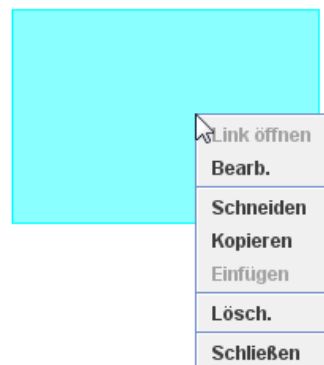 Link öffnen
Bearb.
Schneiden
Kopieren
Einfügen
Lösch.
Schließen